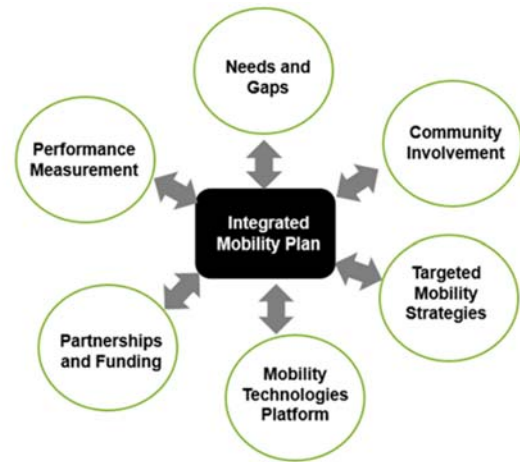 Needs and
Gaps
Performance
Measurement
Community
Involvement
Integrated
Mobility Plan
Targeted
Mobility
Strategies
Partnerships
and Funding
Mobility
Technologies
Platform